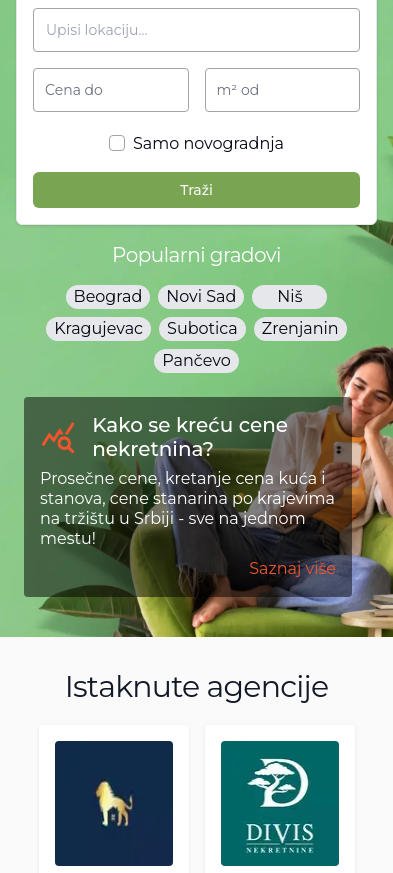 Upisi lokaciju...
Cena do
m² od
Samo novogradnja
Traži
Popularni gradovi
Beograd
Novi Sad
Niš
Kragujevac
Subotica
Zrenjanin
Pančevo
Kako se kreću cene
nekretnina?
Prosečne cene, kretanje cena kuća i
stanova, cene stanarina po krajevima
na tržištu u Srbiji - sve na jednom
mestu!
Saznaj više
Istaknute agencije
DIVIS
NEKRETNINE